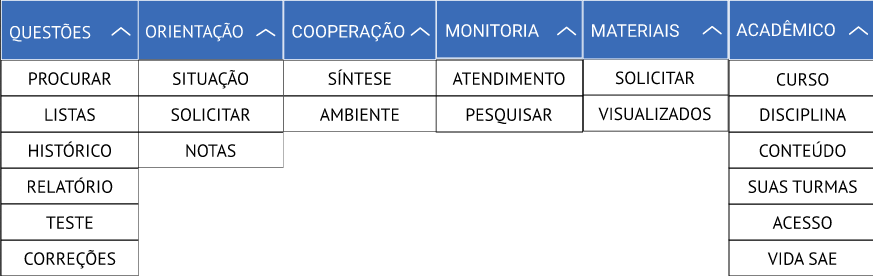 QUESTÕES ORIENTAÇÃO COOPERAÇÃO MONITORIA MATERIAIS ACADÊMICO
PROCURAR SITUAÇÃO SÍNTESE ATENDIMENTO SOLICITAR CURSO
LISTAS SOLICITAR AMBIENTE PESQUISAR VISUALIZADOS DISCIPLINA
HISTÓRICO NOTAS CONTEÚDO
RELATÓRIO SUAS TURMAS
TESTE ACESSO
CORREÇÕES VIDA SAE